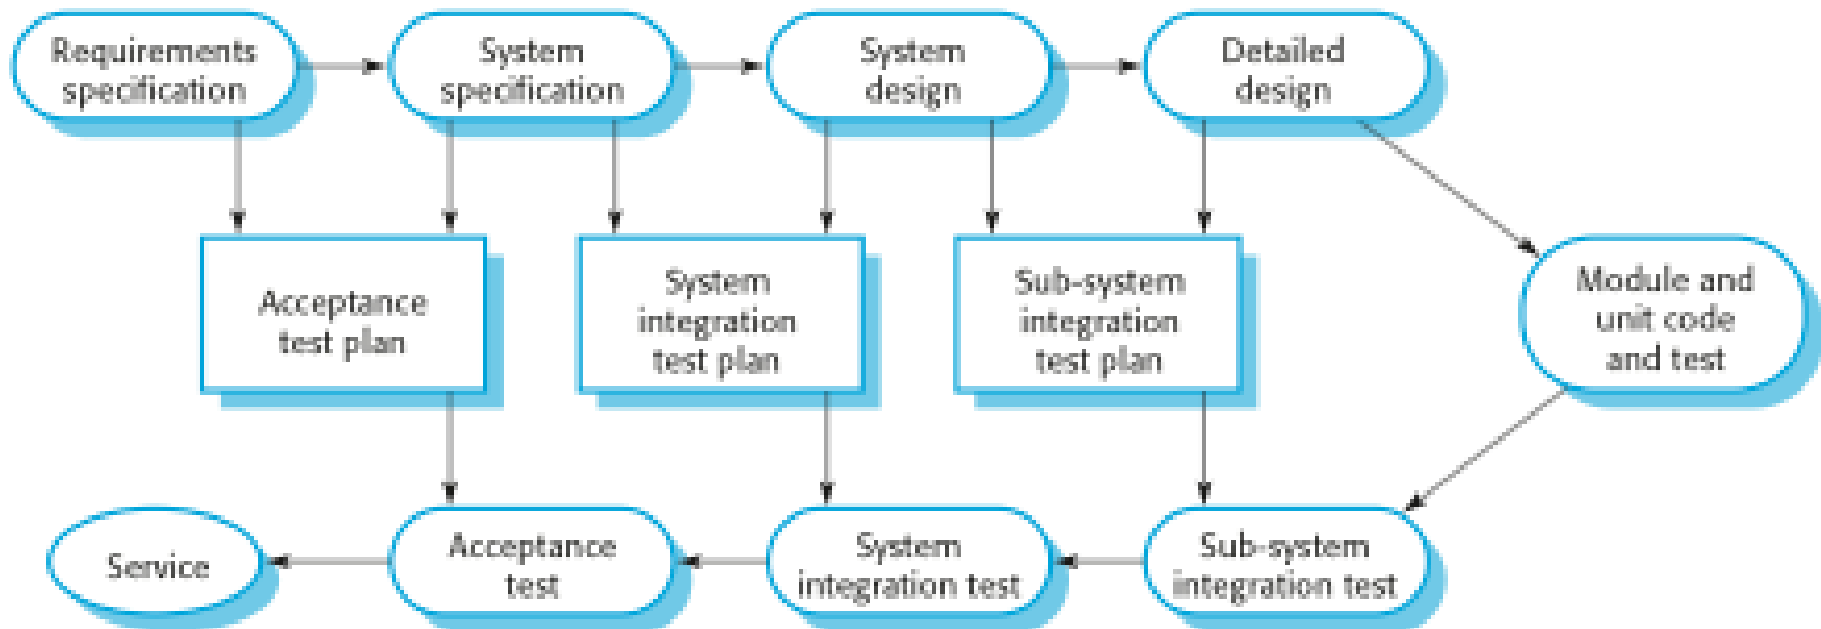 Requirements
specification
System
specification
System
design
Detailed
design
Acceptance
test plan
System
integration
test plan
Sub-system
integration
test plan
Module and
unit code
and test
Service
Acceptance
test
System
integration test
Sub-system
integration test